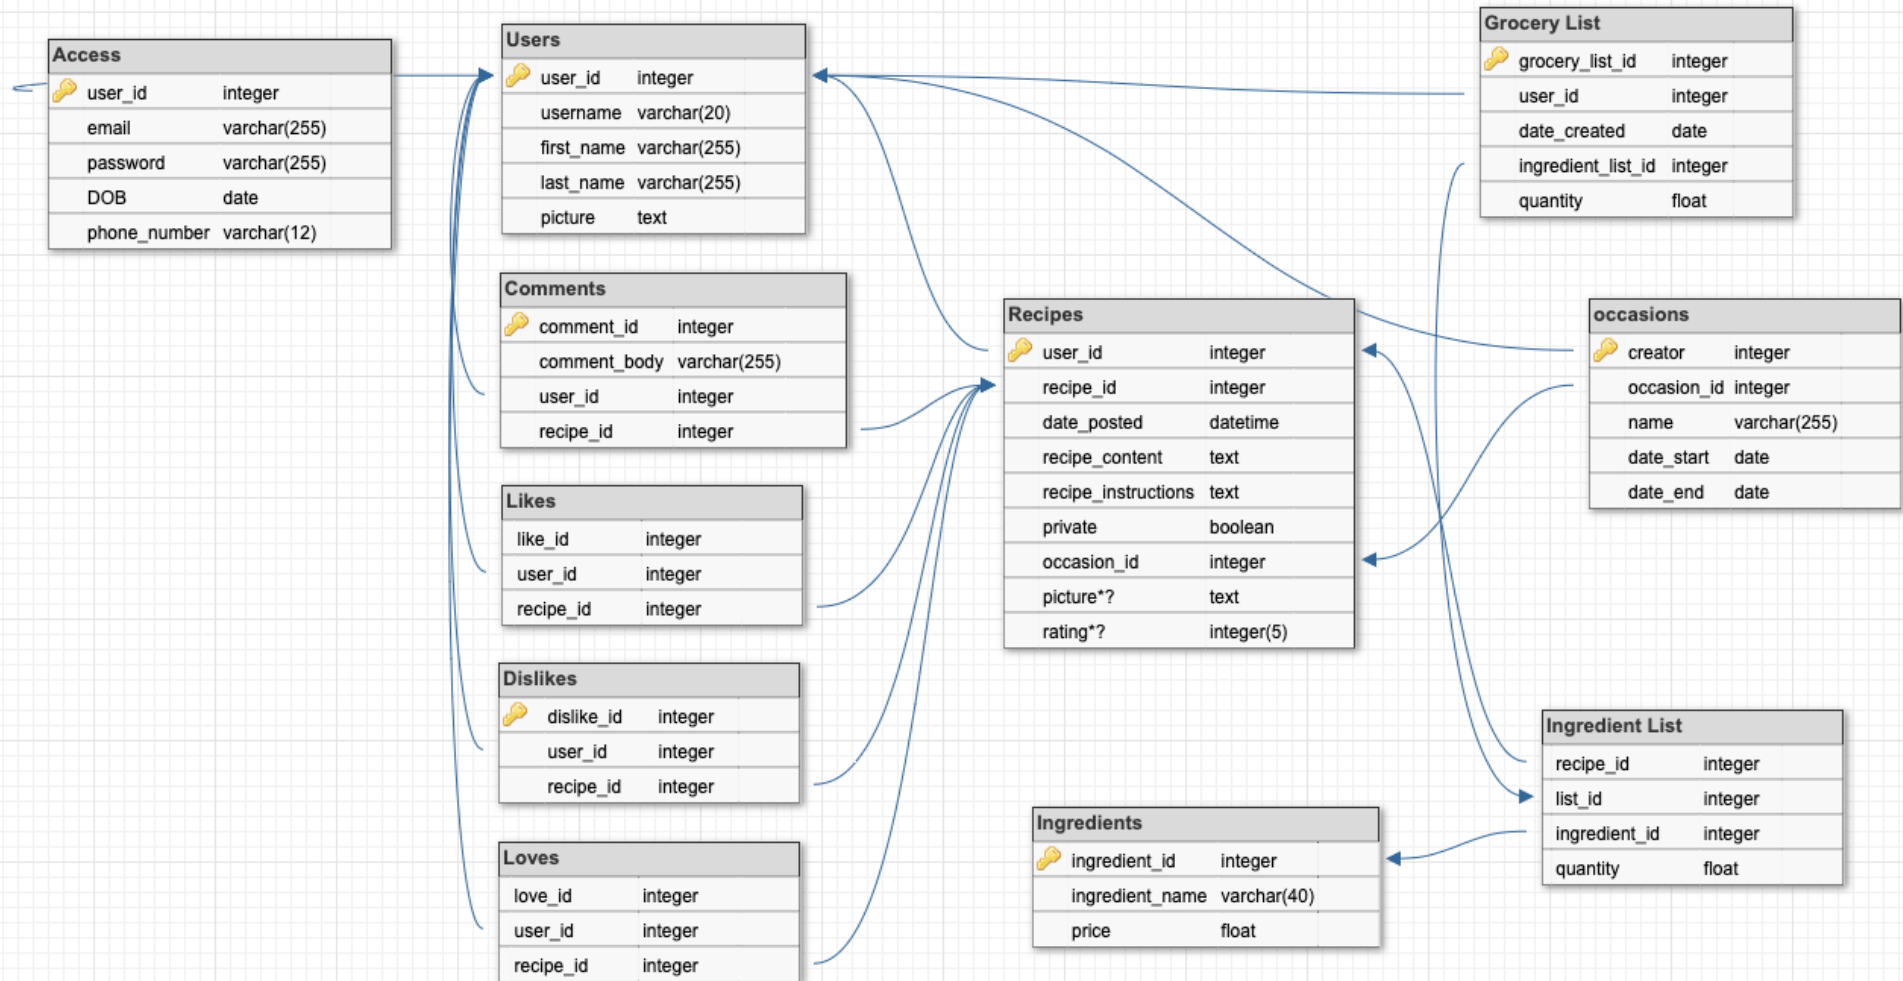 Access
user_id integer
email varchar(255)
password varchar(255)
DOB date
phone_number varchar(12)
Users
user_id integer
username varchar(20)
first_name varchar(255)
last_name varchar(255)
picture text
Comments
comment_id integer
comment_body varchar(255)
user_id integer
recipe_id integer
Likes
like_id integer
user_id integer
recipe_id integer
Dislikes
dislike_id integer
user_id integer
recipe_id integer
Loves
love_id integer
user_id integer
recipe_id integer
Recipes
user_id integer
recipe_id integer
date_posted datetime
recipe_content text
recipe_instructions text
private boolean
occasion_id integer
picture*? text
rating*? integer(5)
Ingredients
ingredient_id integer
ingredient_name varchar(40)
price float
Grocery List
grocery_list_id integer
user_id integer
date_created date
ingredient_list_id integer
quantity float
occasions
creator integer
occasion_id integer
name varchar(255)
date_start date
date_end date
Ingredient List
recipe_id integer
list_id integer
ingredient_id integer
quantity float